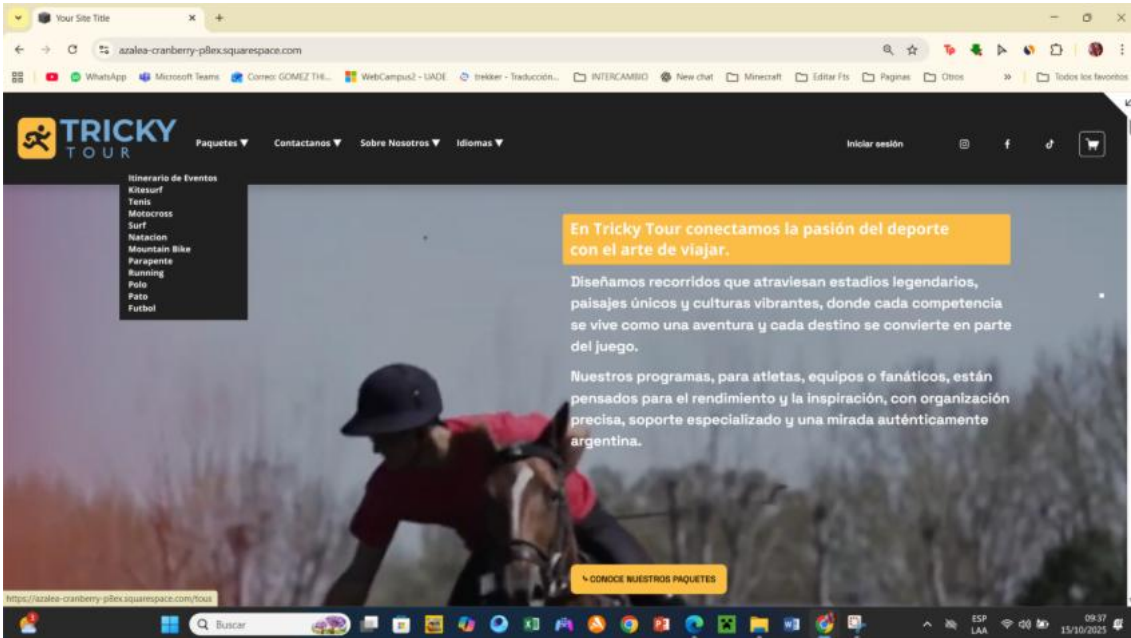 Your Site Title
azalea-cranberry-p8ex.squarespace.com
WhatsApp
Microsoft Teams
Correo: GOMEZ THI...
WebCampus2 - UADE
trekker - Traducción...
INTERCAMBIO
New chat
Minecraft
Editar Fts
Paginas
Otros
»
Todos los favoritos
TRICKY
TOUR
Paquetes ▼
Contactanos ▼
Sobre Nosotros ▼
Idiomas ▼
Iniciar sesión
Itinerario de Eventos
Kitesurf
Tenis
Motocross
Surf
Natacion
Mountain Bike
Parapente
Running
Polo
Pato
Futbol
En Tricky Tour conectamos la pasión del deporte
con el arte de viajar.
Diseñamos recorridos que atraviesan estadios legendarios,
paisajes únicos y culturas vibrantes, donde cada competencia
se vive como una aventura y cada destino se convierte en parte
del juego.
Nuestros programas, para atletas, equipos o fanáticos, están
pensados para el rendimiento y la inspiración, con organización
precisa, soporte especializado y una mirada auténticamente
argentina.
↳ CONOCE NUESTROS PAQUETES
https://azalea-cranberry-p8ex.squarespace.com/tous
Buscar
ESP
LAA
09:37
15/10/2025